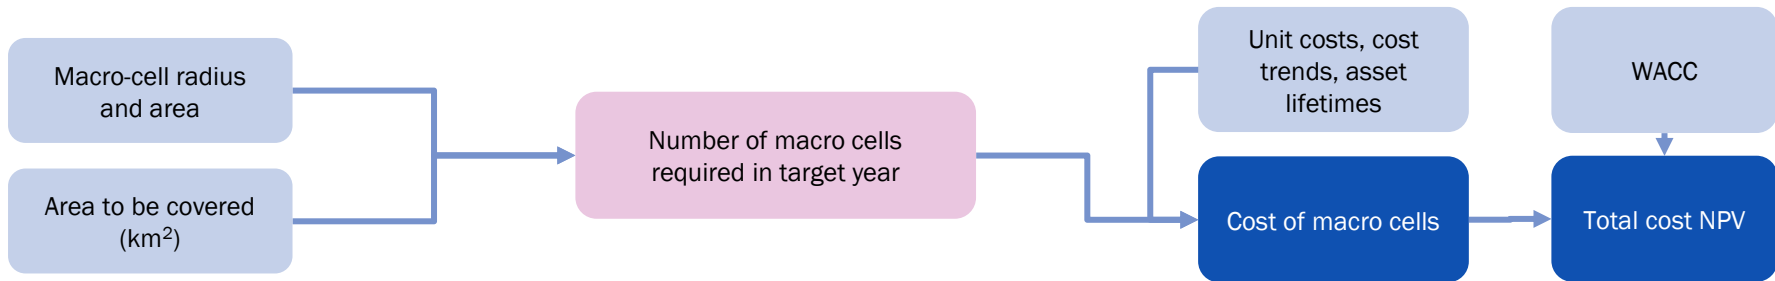 Macro-cell radius
and area
Area to be covered
(km²)
Number of macro cells
required in target year
Unit costs, cost
trends, asset
lifetimes
Cost of macro cells
WACC
Total cost NPV